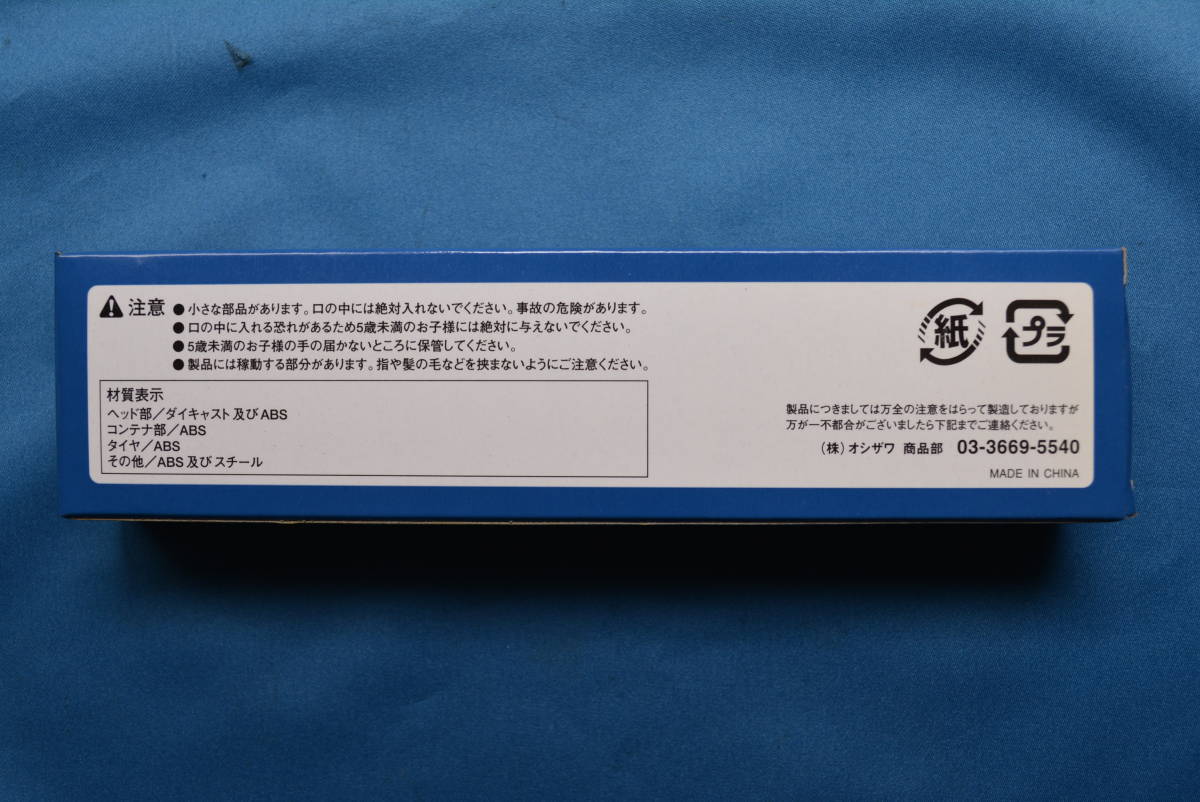 注意
●小さな部品があります。口の中には絶対入れないでください。事故の危険があります。
●口の中に入れる恐れがあるため5歳未満のお子様には絶対に与えないでください。
●5歳未満のお子様の手の届かないところに保管してください。
●製品には稼動する部分があります。指や髪の毛などを挟まないようにご注意ください。
材質表示
ヘッド部/ダイキャスト及びABS
コンテナ部/ABS
タイヤ/ABS
その他/ABS及びスチール
紙
プラ
製品につきましては万全の注意をはらって製造しておりますが
万が一不都合がございましたら下記までご連絡ください。
(株)オシザワ 商品部 03-3669-5540
MADE IN CHINA